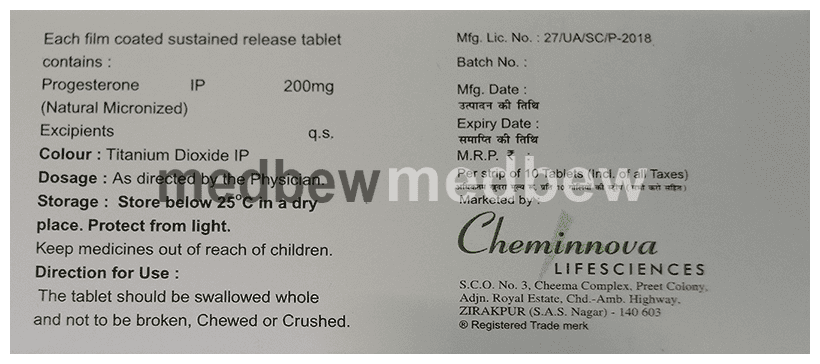 Each film coated sustained release tablet
contains :
Progesterone IP 200mg
(Natural Micronized)
Excipients q.s.
Colour : Titanium Dioxide IP
Dosage : As directed by the Physician.
Storage : Store below 25°C in a dry
place. Protect from light.
Keep medicines out of reach of children.
Direction for Use :
The tablet should be swallowed whole
and not to be broken, Chewed or Crushed.
medbew medbew
Mfg. Lic. No. : 27/UA/SC/P-2018
Batch No. :
Mfg. Date :
उत्पादन की तिथि
Expiry Date :
समाप्ति की तिथि
M.R.P. ₹ :
Per strip of 10 Tablets (Incl. of all Taxes)
मूल्य प्रति 10 की स्ट्रीप सहित)
Marketed by :
Cheminnova
LIFESCIENCES
S.C.O. No. 3, Cheema Complex, Preet Colony,
Adjn. Royal Estate, Chd.-Amb. Highway,
ZIRAKPUR (S.A.S. Nagar) - 140 603
® Registered Trade merk